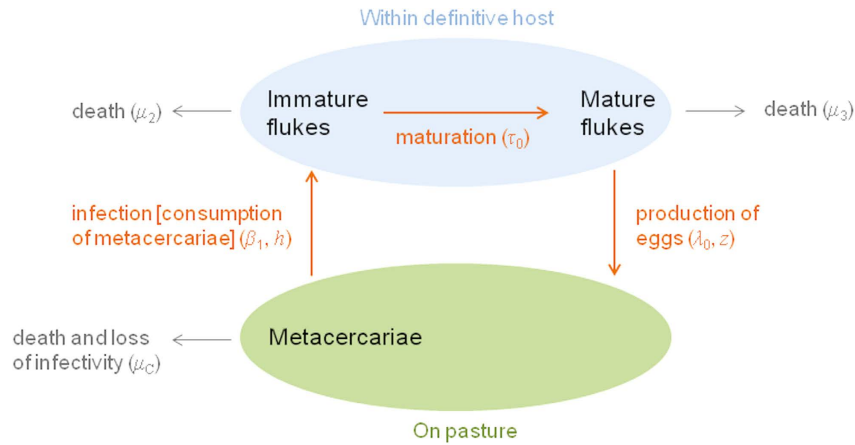 Within definitive host
Immature
flukes
Mature
flukes
death (μ₂)
death (μ₃)
maturation (τ₀)
infection [consumption
of metacercariae] (β₁, h)
production of
eggs (λ₀, z)
Metacercariae
death and loss
of infectivity (μ_C)
On pasture